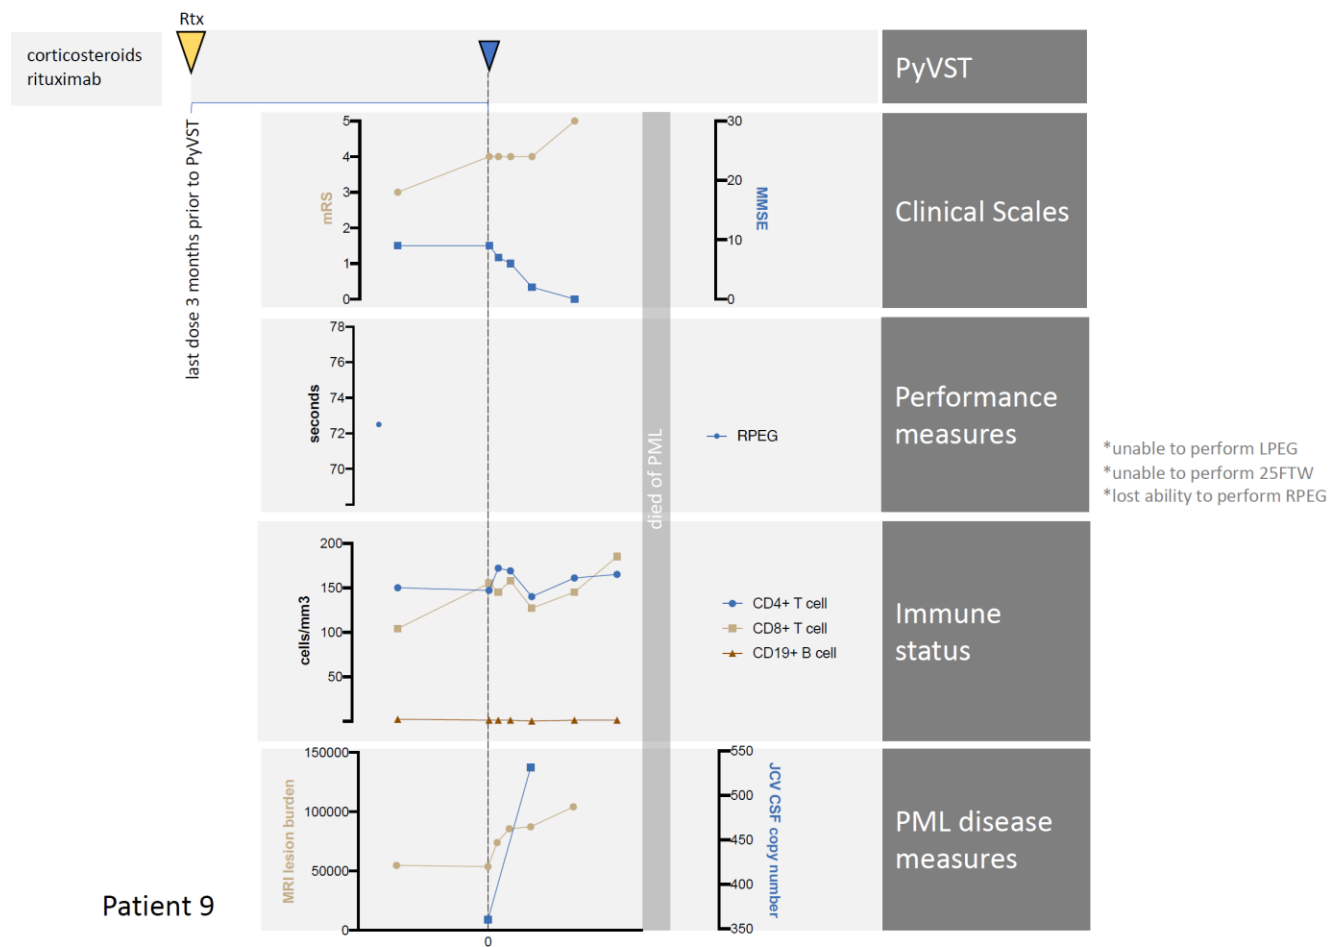 Rtx
corticosteroids
rituximab
PyVST
last dose 3 months prior to PyVST
5
4
3
2
1
0
mRS
30
20
10
0
MMSE
Clinical Scales
78
76
74
72
70
seconds
RPEG
died of PML
Performance
measures
*unable to perform LPEG
*unable to perform 25FTW
*lost ability to perform RPEG
200
150
100
50
cells/mm3
CD4+ T cell
CD8+ T cell
CD19+ B cell
Immune
status
150000
100000
50000
0
MRI lesion burden
0
550
500
450
400
350
JCV CSF copy number
PML disease
measures
Patient 9